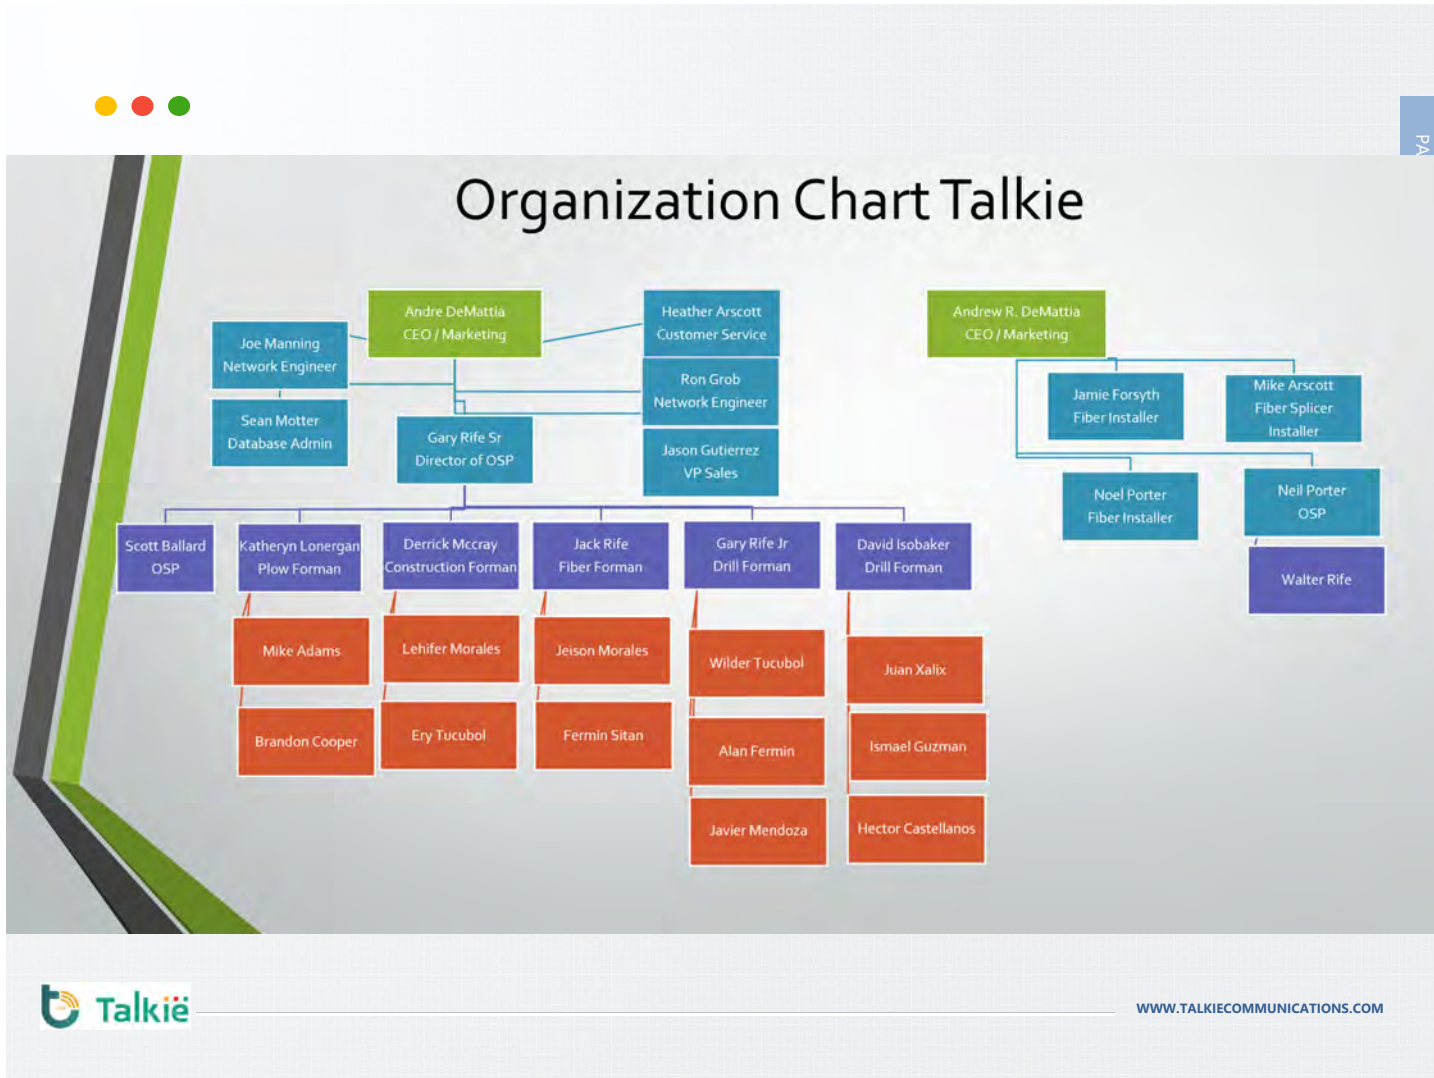 PA
Organization Chart Talkie
Andre DeMattia
CEO / Marketing
Heather Arscott
Customer Service
Andrew R. DeMattia
CEO / Marketing
Joe Manning
Network Engineer
Ron Grob
Network Engineer
Jamie Forsyth
Fiber Installer
Mike Arscott
Fiber Splicer
Installer
Sean Motter
Database Admin
Gary Rife Sr
Director of OSP
Jason Gutierrez
VP Sales
Noel Porter
Fiber Installer
Neil Porter
OSP
Scott Ballard
OSP
Katheryn Lonergan
Plow Forman
Derrick Mccray
Construction Forman
Jack Rife
Fiber Forman
Gary Rife Jr
Drill Forman
David Isobaker
Drill Forman
Walter Rife
Mike Adams
Lehifer Morales
Jeison Morales
Wilder Tucubol
Juan Xalix
Brandon Cooper
Ery Tucubol
Fermin Sitan
Alan Fermin
Ismael Guzman
Javier Mendoza
Hector Castellanos
Talkië
WWW.TALKIECOMMUNICATIONS.COM